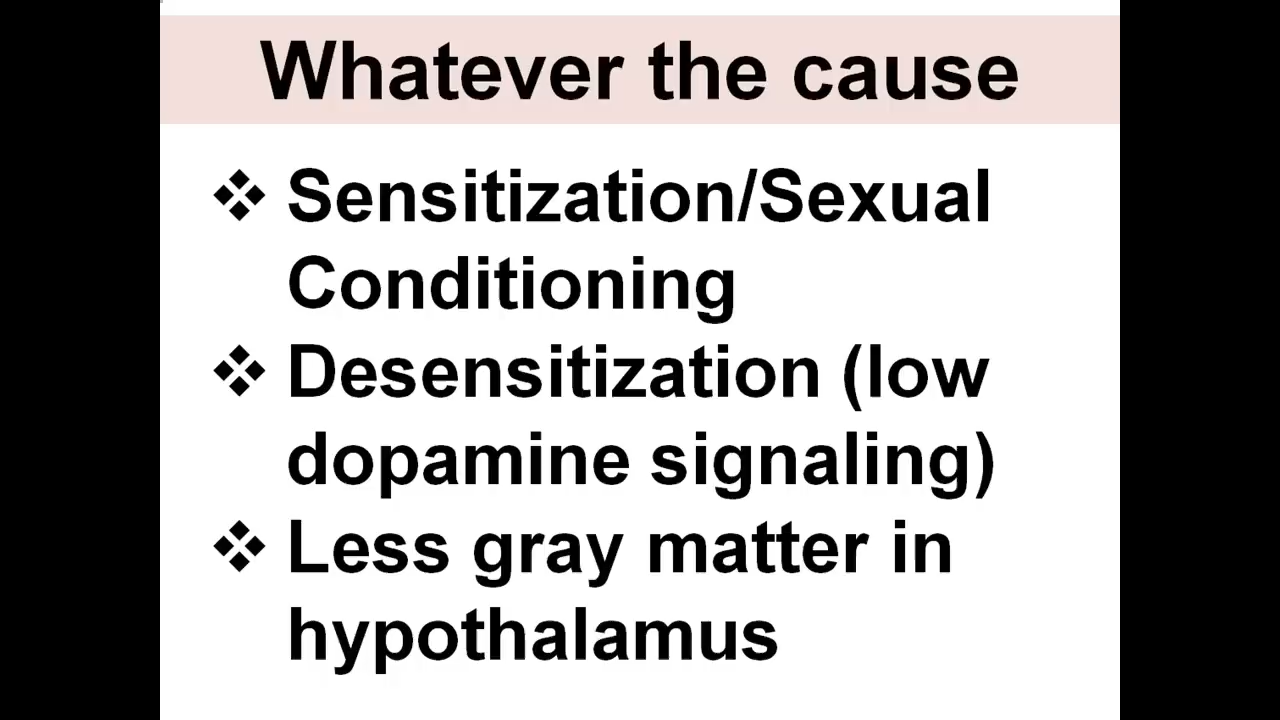 Whatever the cause
❖ Sensitization/Sexual
Conditioning
❖ Desensitization (low
dopamine signaling)
❖ Less gray matter in
hypothalamus